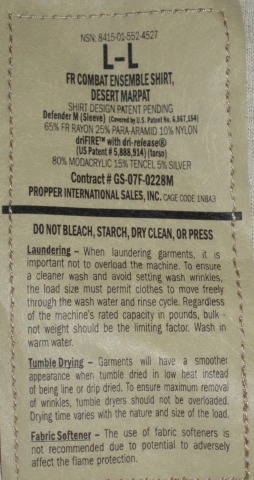 NSN: 8415-01-552-4527
L-L
FR COMBAT ENSEMBLE SHIRT,
DESERT MARPAT
SHIRT DESIGN PATENT PENDING
Defender M (Sleeve) (Covered by U.S. Patent No. 6,867,154)
65% FR RAYON 25% PARA-ARAMID 10% NYLON
driFIRE™ with dri-release®
(US Patent # 5,888,914) (torso)
80% MODACRYLIC 15% TENCEL 5% SILVER
Contract # GS-07F-0228M
PROPPER INTERNATIONAL SALES, INC. CAGE CODE 1NBA3
DO NOT BLEACH, STARCH, DRY CLEAN, OR PRESS
Laundering – When laundering garments, it is
important not to overload the machine. To ensure
a cleaner wash and avoid setting wash wrinkles,
the load size must permit clothes to move freely
through the wash water and rinse cycle. Regardless
of the machine's rated capacity in pounds, bulk -
not weight should be the limiting factor. Wash in
warm water.
Tumble Drying – Garments will have a smoother
appearance when tumble dried in low heat instead
of being line or drip dried. To ensure maximum removal
of wrinkles, tumble dryers should not be overloaded.
Drying time varies with the nature and size of the load.
Fabric Softener – The use of fabric softeners is
not recommended due to potential to adversely
affect the flame protection.